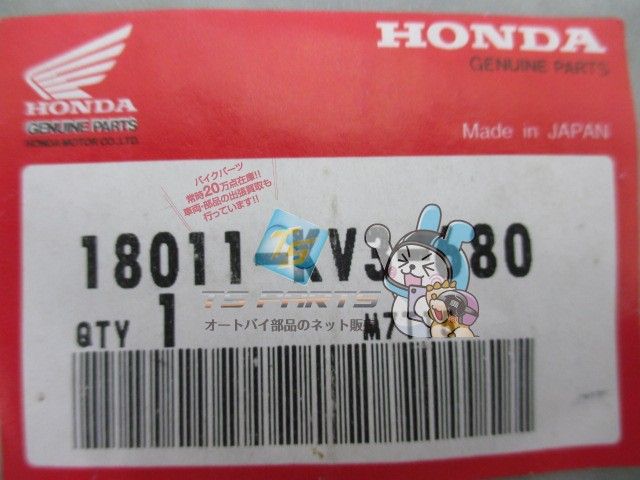 HONDA
GENUINE PARTS
HONDA MOTOR CO., LTD.
HONDA
GENUINE PARTS
Made in JAPAN
バイクパーツ
常時20万点在庫!!
車両・部品の出張買取も
行っています!!
18011 KV3 80
TS
TS PARTS
オートバイ部品のネット販
QTY 1